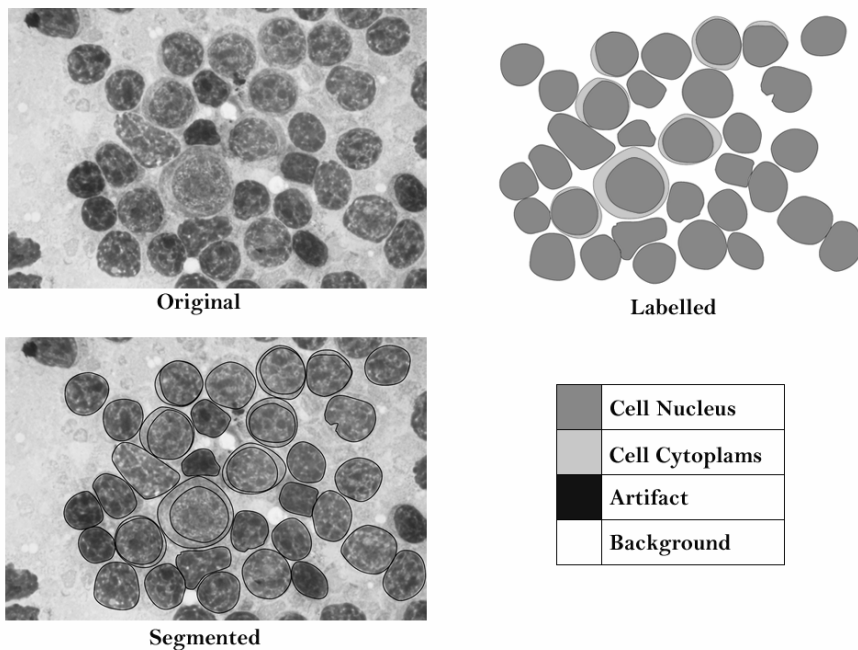 Original
Labelled
Segmented
Cell Nucleus
Cell Cytoplams
Artifact
Background